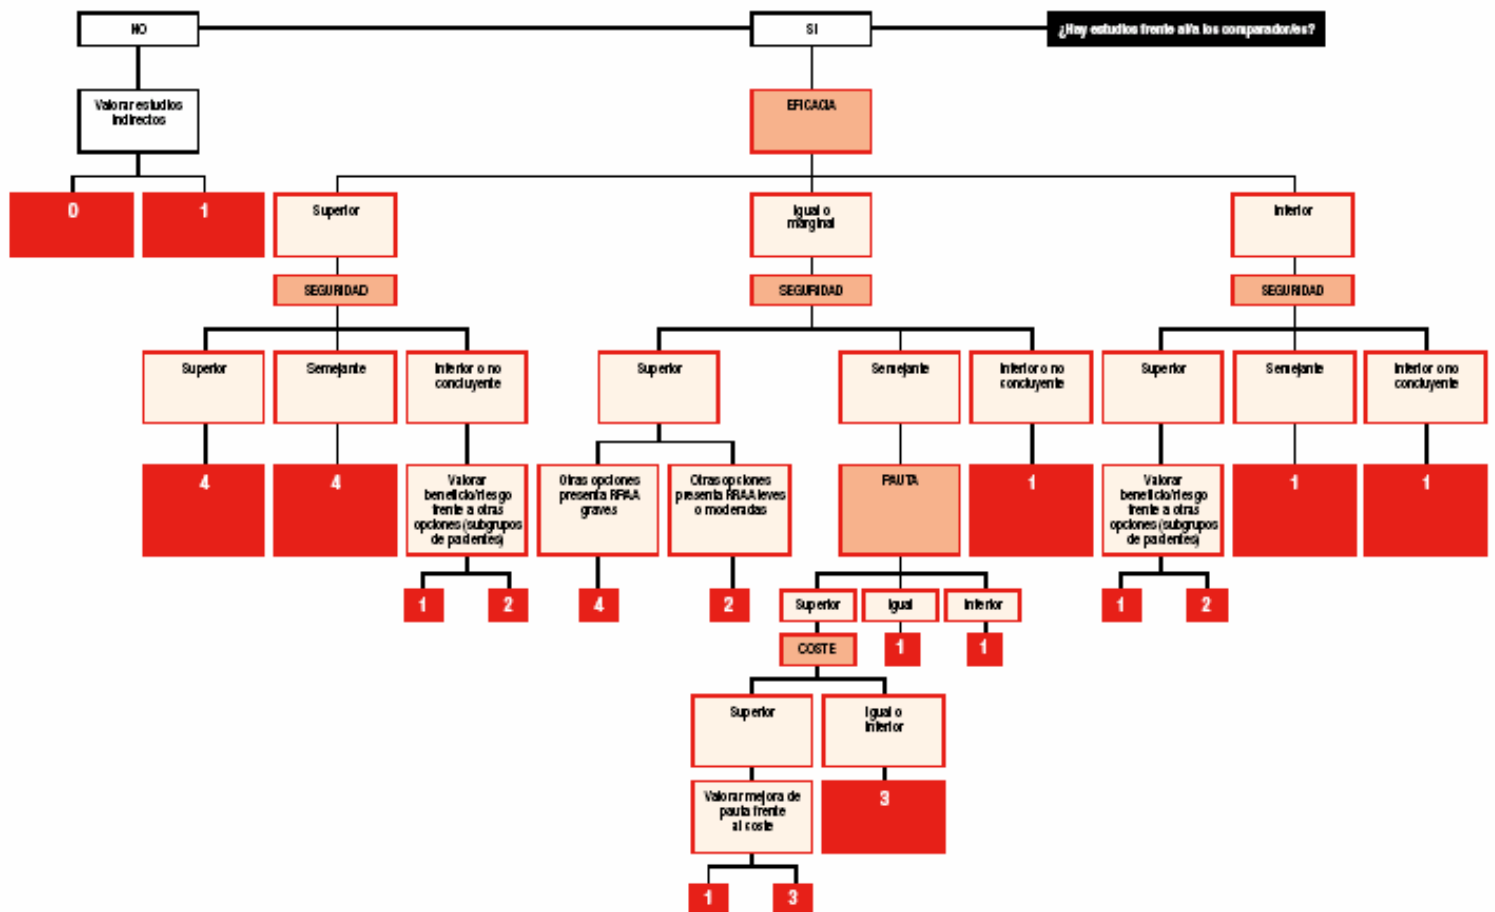 NO
SI
¿Hay estudios frente al/a los comparador/es?
Valorar estudios
indirectos
EFICACIA
0
1
Superior
Igual o
marginal
Inferior
SEGURIDAD
SEGURIDAD
SEGURIDAD
Superior
Semejante
Inferior o no
concluyente
Superior
Semejante
Inferior o no
concluyente
Superior
Semejante
Inferior o no
concluyente
4
4
Valorar
beneficio/riesgo
frente a otras
opciones (subgrupos
de pacientes)
Otras opciones
presenta RRAA
graves
Otras opciones
presenta RRAA leves
o moderadas
PAUTA
1
Valorar
beneficio/riesgo
frente a otras
opciones (subgrupos
de pacientes)
1
1
1
2
4
2
Superior
Igual
Inferior
1
2
COSTE
1
1
Superior
Igual o
Inferior
Valorar mejora de
pauta frente
al coste
3
1
3